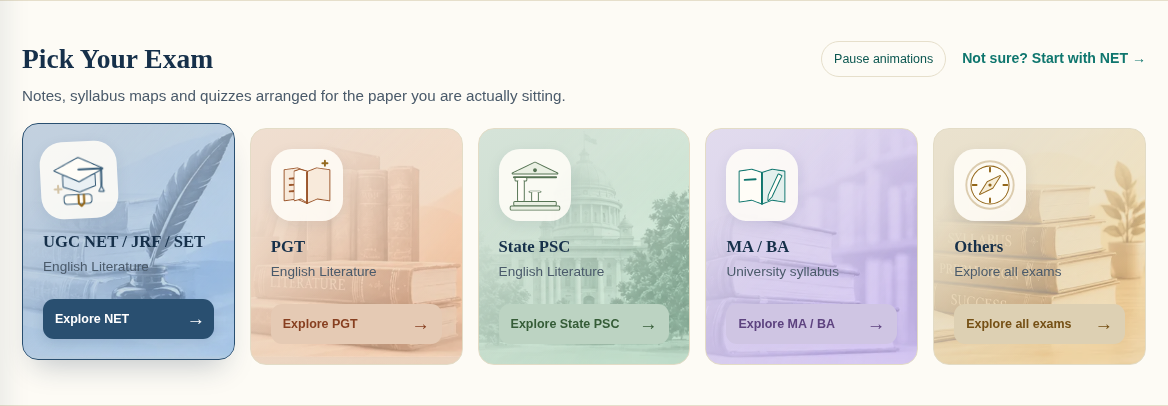 Pick Your Exam
Pause animations
Not sure? Start with NET →
Notes, syllabus maps and quizzes arranged for the paper you are actually sitting.
UGC NET / JRF / SET
English Literature
Explore NET →
PGT
English Literature
LITERATURE
Explore PGT →
State PSC
English Literature
Explore State PSC →
MA / BA
University syllabus
Explore MA / BA →
Others
Explore all exams
SUCCESS
Explore all exams →